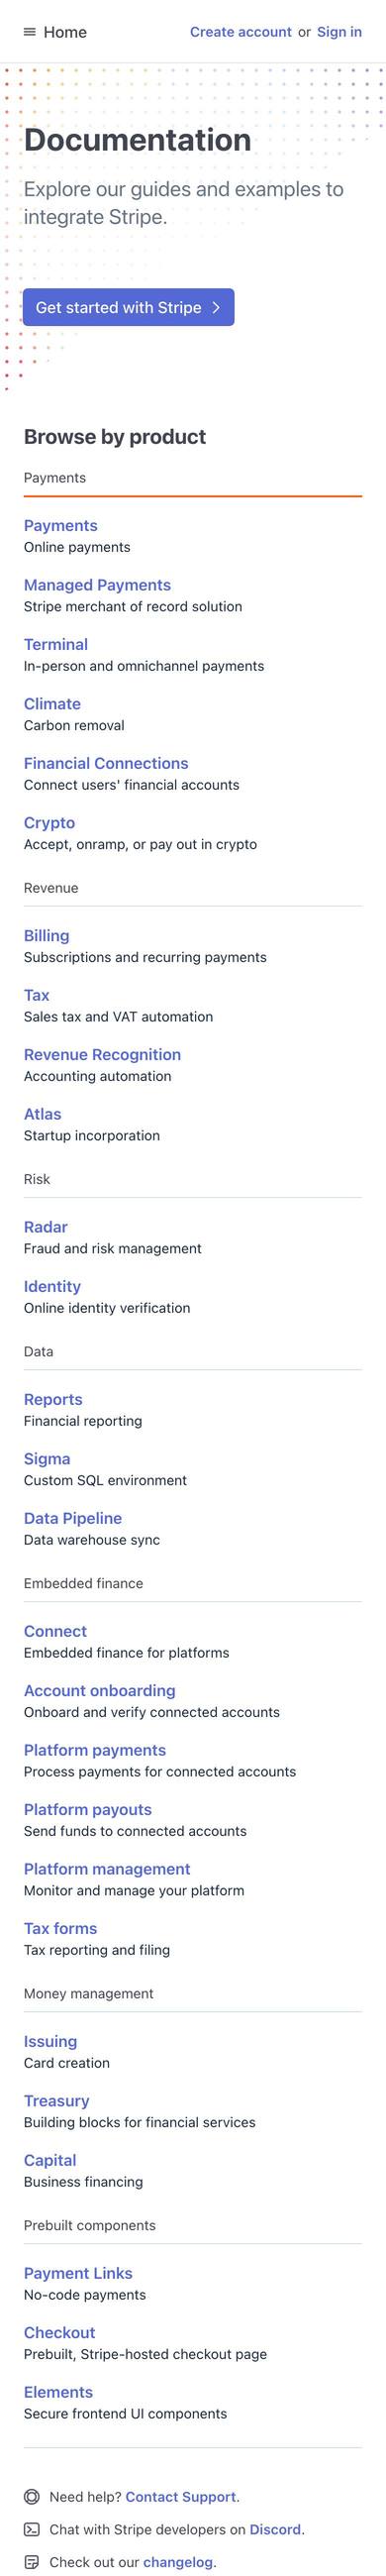 Home
Create account or Sign in
Documentation
Explore our guides and examples to
integrate Stripe.
Get started with Stripe
Browse by product
Payments
Payments
Online payments
Managed Payments
Stripe merchant of record solution
Terminal
In-person and omnichannel payments
Climate
Carbon removal
Financial Connections
Connect users' financial accounts
Crypto
Accept, onramp, or pay out in crypto
Revenue
Billing
Subscriptions and recurring payments
Tax
Sales tax and VAT automation
Revenue Recognition
Accounting automation
Atlas
Startup incorporation
Risk
Radar
Fraud and risk management
Identity
Online identity verification
Data
Reports
Financial reporting
Sigma
Custom SQL environment
Data Pipeline
Data warehouse sync
Embedded finance
Connect
Embedded finance for platforms
Account onboarding
Onboard and verify connected accounts
Platform payments
Process payments for connected accounts
Platform payouts
Send funds to connected accounts
Platform management
Monitor and manage your platform
Tax forms
Tax reporting and filing
Money management
Issuing
Card creation
Treasury
Building blocks for financial services
Capital
Business financing
Prebuilt components
Payment Links
No-code payments
Checkout
Prebuilt, Stripe-hosted checkout page
Elements
Secure frontend UI components
Need help? Contact Support.
Chat with Stripe developers on Discord.
Check out our changelog.